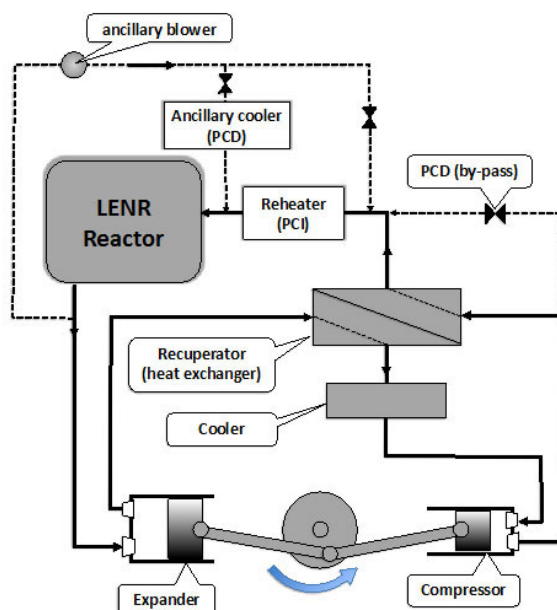 ancillary blower
Ancillary cooler
(PCD)
PCD (by-pass)
LENR
Reactor
Reheater
(PCI)
Recuperator
(heat exchanger)
Cooler
Expander
Compressor